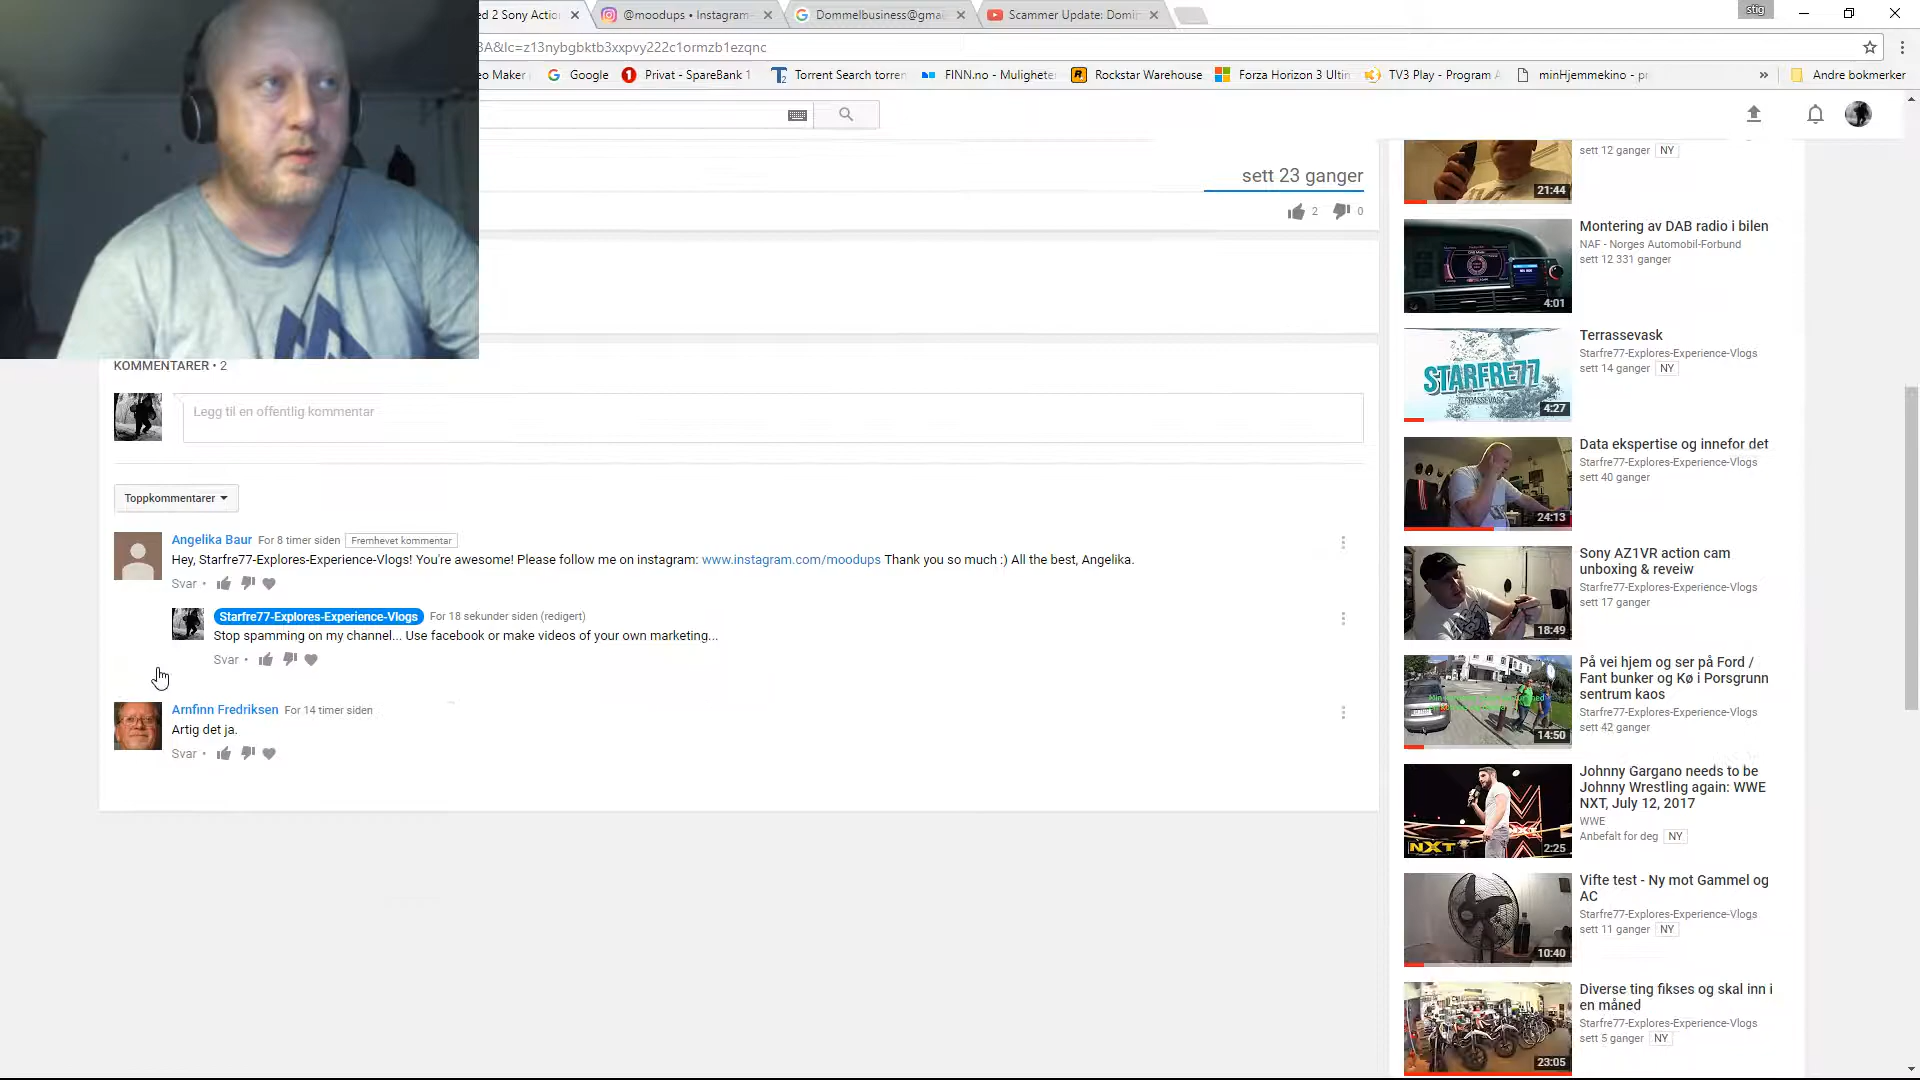 ed 2 Sony Actio
@moodups • Instagram
Dommelbusiness@gma
Scammer Update: Domi
stig
3A&lc=z13nybgbktb3xxpvy222c1ormzb1ezqnc
eo Maker
Google
Privat - SpareBank 1
Torrent Search torren
FINN.no - Mulighete
Rockstar Warehouse
Forza Horizon 3 Ultin
TV3 Play - Program A
minHjemmekino - pr
»
Andre bokmerker
sett 23 ganger
2
0
KOMMENTARER • 2
Legg til en offentlig kommentar
Toppkommentarer
Angelika Baur For 8 timer siden Fremhevet kommentar
Hey, Starfre77-Explores-Experience-Vlogs! You're awesome! Please follow me on instagram: www.instagram.com/moodups Thank you so much :) All the best, Angelika.
Svar •
Starfre77-Explores-Experience-Vlogs For 18 sekunder siden (redigert)
Stop spamming on my channel... Use facebook or make videos of your own marketing...
Svar •
Arnfinn Fredriksen For 14 timer siden
Artig det ja.
Svar •
sett 12 ganger NY
21:44
Montering av DAB radio i bilen
NAF - Norges Automobil-Forbund
sett 12 331 ganger
4:01
Terrassevask
Starfre77-Explores-Experience-Vlogs
sett 14 ganger NY
STARFRE77
TERRASSEVASK
4:27
Data ekspertise og innefor det
Starfre77-Explores-Experience-Vlogs
sett 40 ganger
24:13
Sony AZ1VR action cam
unboxing & reveiw
Starfre77-Explores-Experience-Vlogs
sett 17 ganger
18:49
På vei hjem og ser på Ford /
Fant bunker og Kø i Porsgrunn
sentrum kaos
Starfre77-Explores-Experience-Vlogs
sett 42 ganger
14:50
Johnny Gargano needs to be
Johnny Wrestling again: WWE
NXT, July 12, 2017
WWE
Anbefalt for deg NY
NXT
2:25
Vifte test - Ny mot Gammel og
AC
Starfre77-Explores-Experience-Vlogs
sett 11 ganger NY
10:40
Diverse ting fikses og skal inn i
en måned
Starfre77-Explores-Experience-Vlogs
sett 5 ganger NY
23:05